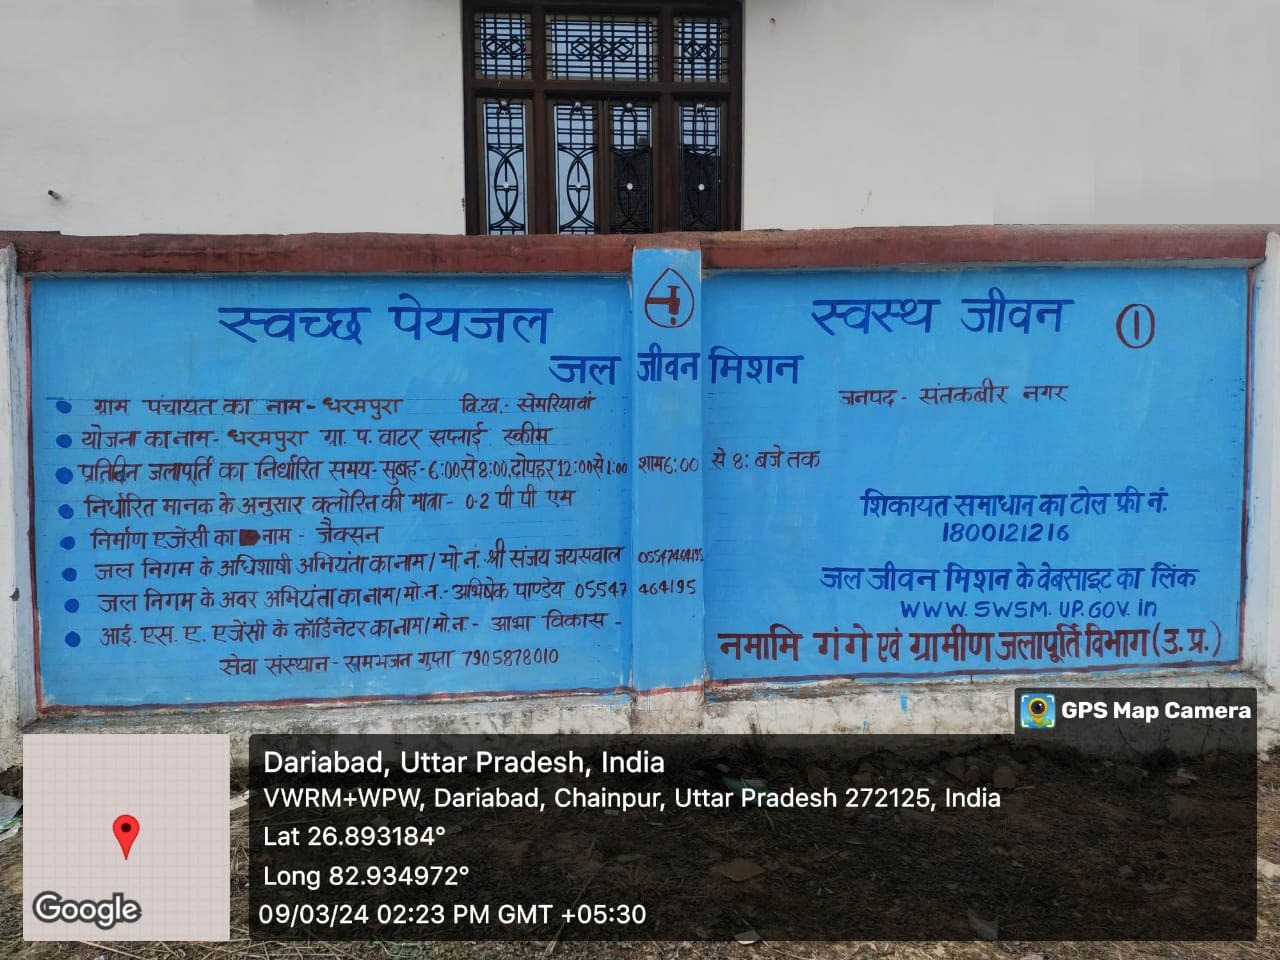 स्वच्छ पेयजल
स्वस्थ जीवन
1
जल जीवन मिशन
ग्राम पंचायत का नाम - धरमपुरा वि.ख. - सेमरियावां
जनपद - संतकबीर नगर
योजना का नाम - धरमपुरा ग्रा. प. वाटर सप्लाई स्कीम
प्रतिदिन जलापूर्ति का निर्धारित समय - सुबह - 6:00 से 8:00, दोपहर 12:00 से 1:00 शाम 6:00 से 8: बजे तक
निर्धारित मानक के अनुसार क्लोरिन की मात्रा - 0.2 पी पी एम
निर्माण एजेंसी का नाम - जैक्सन
जल निगम के अधिशाषी अभियंता का नाम / मो.नं. श्री संजय जयसवाल 05547464195
जल निगम के अवर अभियंता का नाम / मो न. - अभिषेक पाण्डेय 05547 464195
आई. एस. ए. एजेंसी के कॉर्डिनेटर का नाम / मो.न - आभा विकास -
सेवा संस्थान - समभजन गुप्ता 7905878010
शिकायत समाधान का टोल फ्री नं.
1800121216
जल जीवन मिशन के वेबसाइट का लिंक
WWW.SWSM.UP.GOV.in
नमामि गंगे एवं ग्रामीण जलापूर्ति विभाग (उ.प्र.)
GPS Map Camera
Dariabad, Uttar Pradesh, India
VWRM+WPW, Dariabad, Chainpur, Uttar Pradesh 272125, India
Lat 26.893184°
Long 82.934972°
09/03/24 02:23 PM GMT +05:30
Google